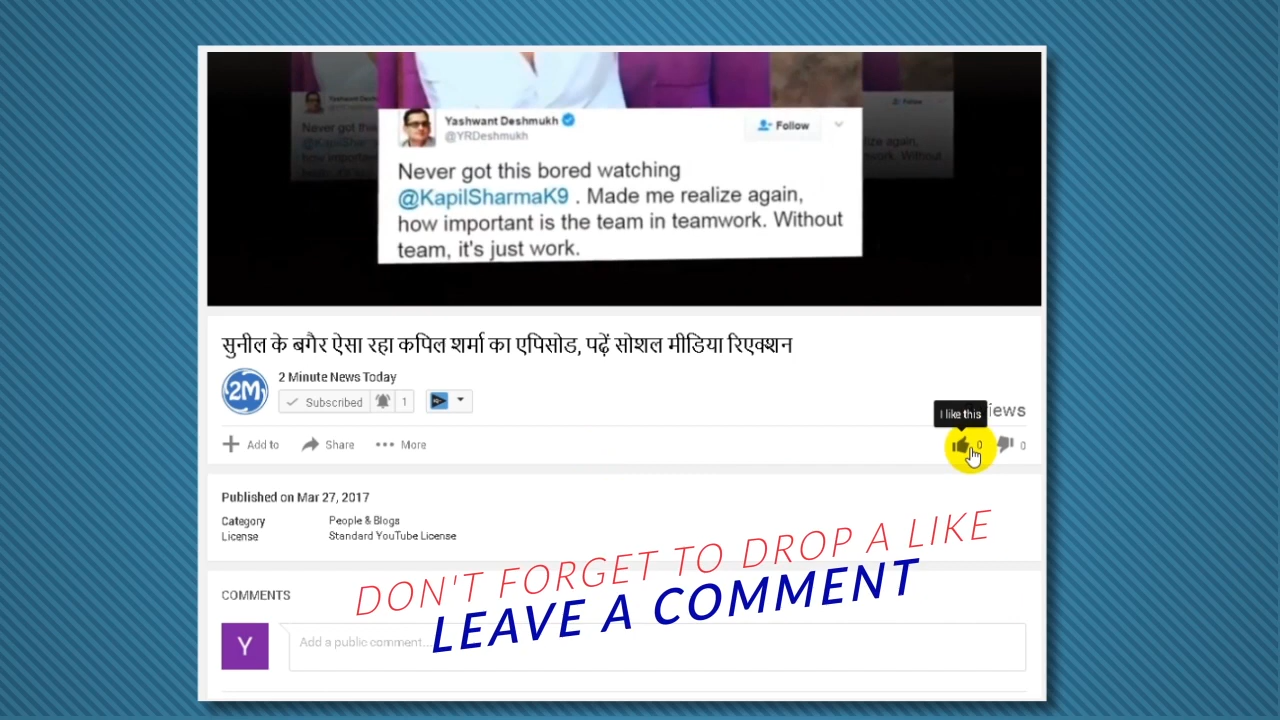 Yashwant Deshmukh
@YRDeshmukh
Follow
Never got this bored watching
@KapilSharmaK9 . Made me realize again,
how important is the team in teamwork. Without
team, it's just work.
सुनील के बगैर ऐसा रहा कपिल शर्मा का एपिसोड, पढ़ें सोशल मीडिया रिएक्शन
2M
2 Minute News Today
Subscribed 1
I like this
Add to Share More 0 0
Published on Mar 27, 2017
Category People & Blogs
License Standard YouTube License
DON'T FORGET TO DROP A LIKE
LEAVE A COMMENT
COMMENTS
Y
Add a public comment...